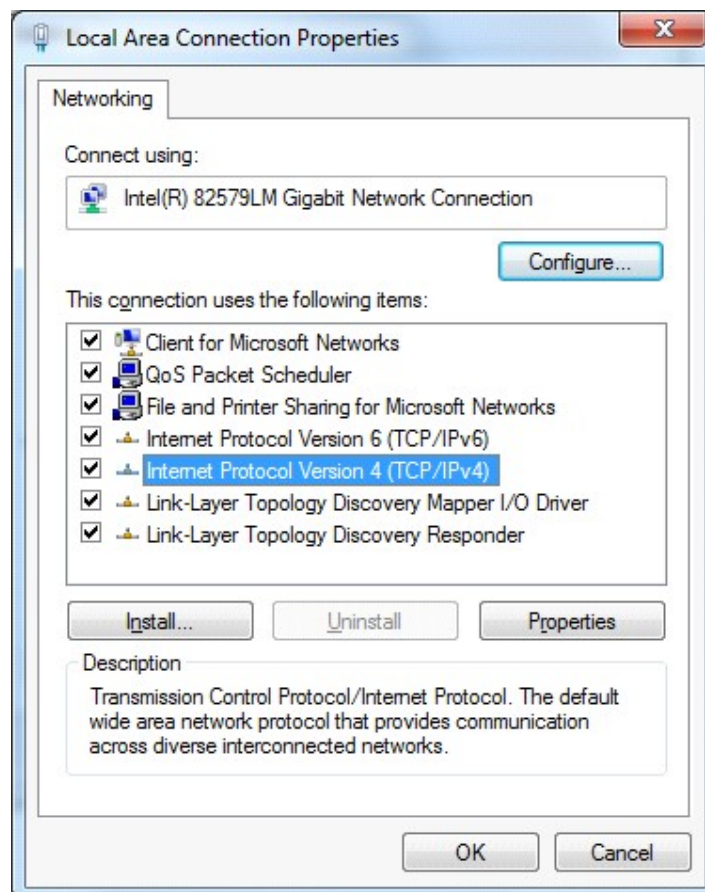 Local Area Connection Properties
Networking
Connect using:
Intel(R) 82579LM Gigabit Network Connection
Configure...
This connection uses the following items:
Client for Microsoft Networks
QoS Packet Scheduler
File and Printer Sharing for Microsoft Networks
Internet Protocol Version 6 (TCP/IPv6)
Internet Protocol Version 4 (TCP/IPv4)
Link-Layer Topology Discovery Mapper I/O Driver
Link-Layer Topology Discovery Responder
Install...
Uninstall
Properties
Description
Transmission Control Protocol/Internet Protocol. The default
wide area network protocol that provides communication
across diverse interconnected networks.
OK
Cancel